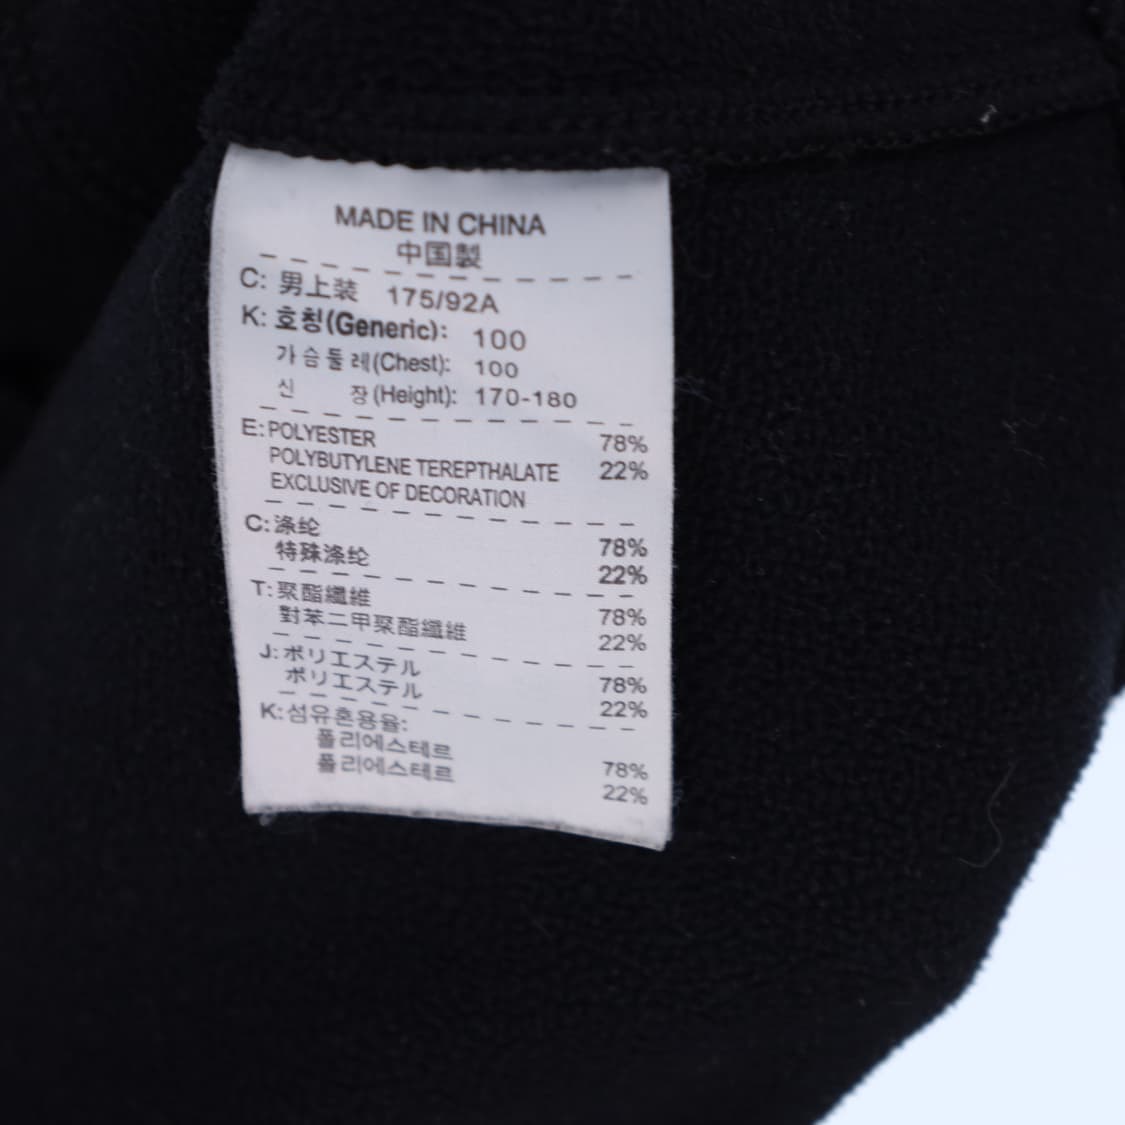 MADE IN CHINA
中国製
C: 男上装 175/92A
K: 호칭(Generic): 100
가슴둘레(Chest): 100
신 장(Height): 170-180
E: POLYESTER 78%
POLYBUTYLENE TEREPTHALATE 22%
EXCLUSIVE OF DECORATION
C: 涤纶 78%
特殊涤纶 22%
T: 聚酯纖維 78%
對苯二甲聚酯纖維 22%
J: ポリエステル 78%
ポリエステル 22%
K: 섬유혼용율:
폴리에스테르 78%
폴리에스테르 22%